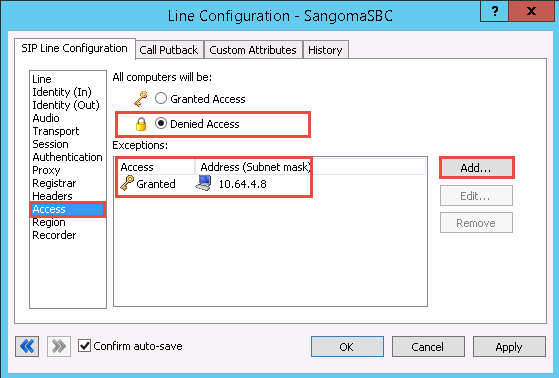 Line Configuration - SangomaSBC
?
SIP Line Configuration
Call Putback
Custom Attributes
History
Line
Identity (In)
Identity (Out)
Audio
Transport
Session
Authentication
Proxy
Registrar
Headers
Access
Region
Recorder
All computers will be:
Granted Access
Denied Access
Exceptions:
Access Address (Subnet mask)
Granted 10.64.4.8
Add...
Edit...
Remove
Confirm auto-save
OK
Cancel
Apply